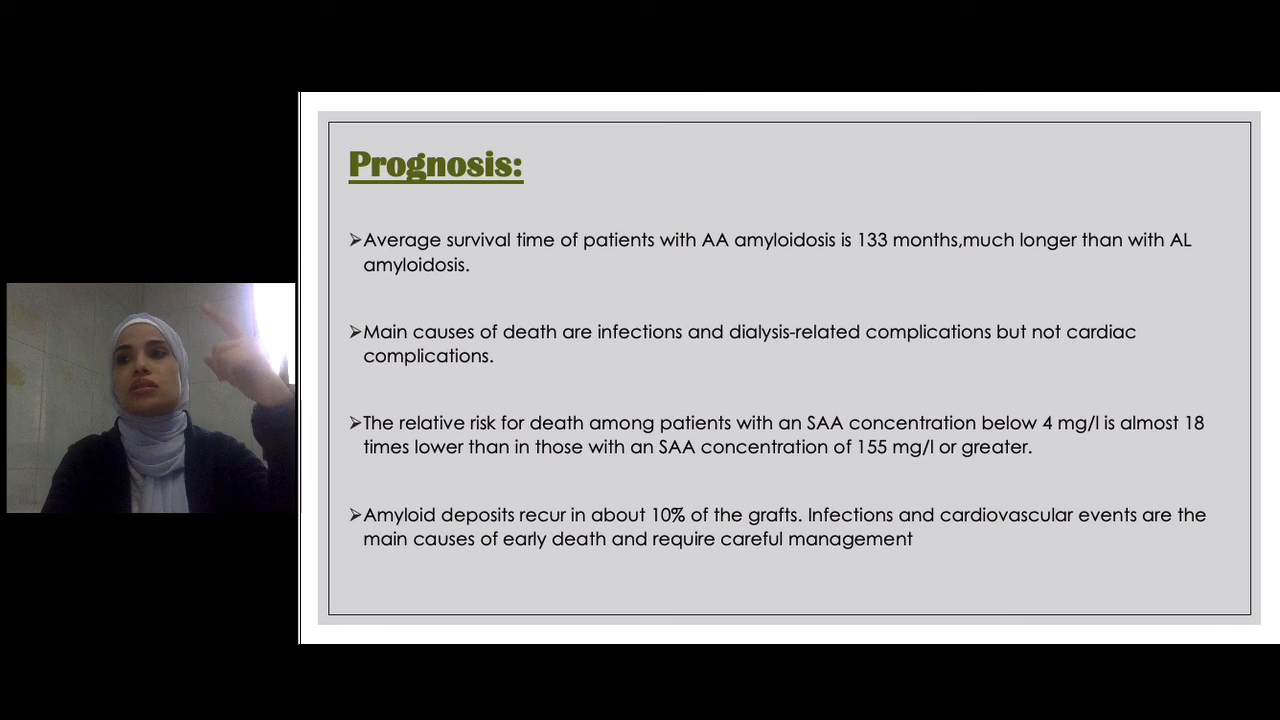 Prognosis:
➢Average survival time of patients with AA amyloidosis is 133 months,much longer than with AL
amyloidosis.
➢Main causes of death are infections and dialysis-related complications but not cardiac
complications.
➢The relative risk for death among patients with an SAA concentration below 4 mg/l is almost 18
times lower than in those with an SAA concentration of 155 mg/l or greater.
➢Amyloid deposits recur in about 10% of the grafts. Infections and cardiovascular events are the
main causes of early death and require careful management